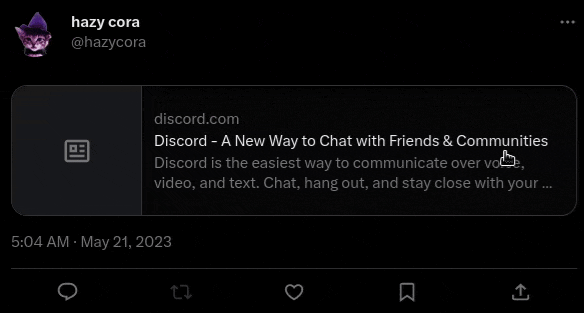 hazy cora
@hazycora
discord.com
Discord - A New Way to Chat with Friends & Communities
Discord is the easiest way to communicate over voice,
video, and text. Chat, hang out, and stay close with your ...
5:04 AM · May 21, 2023